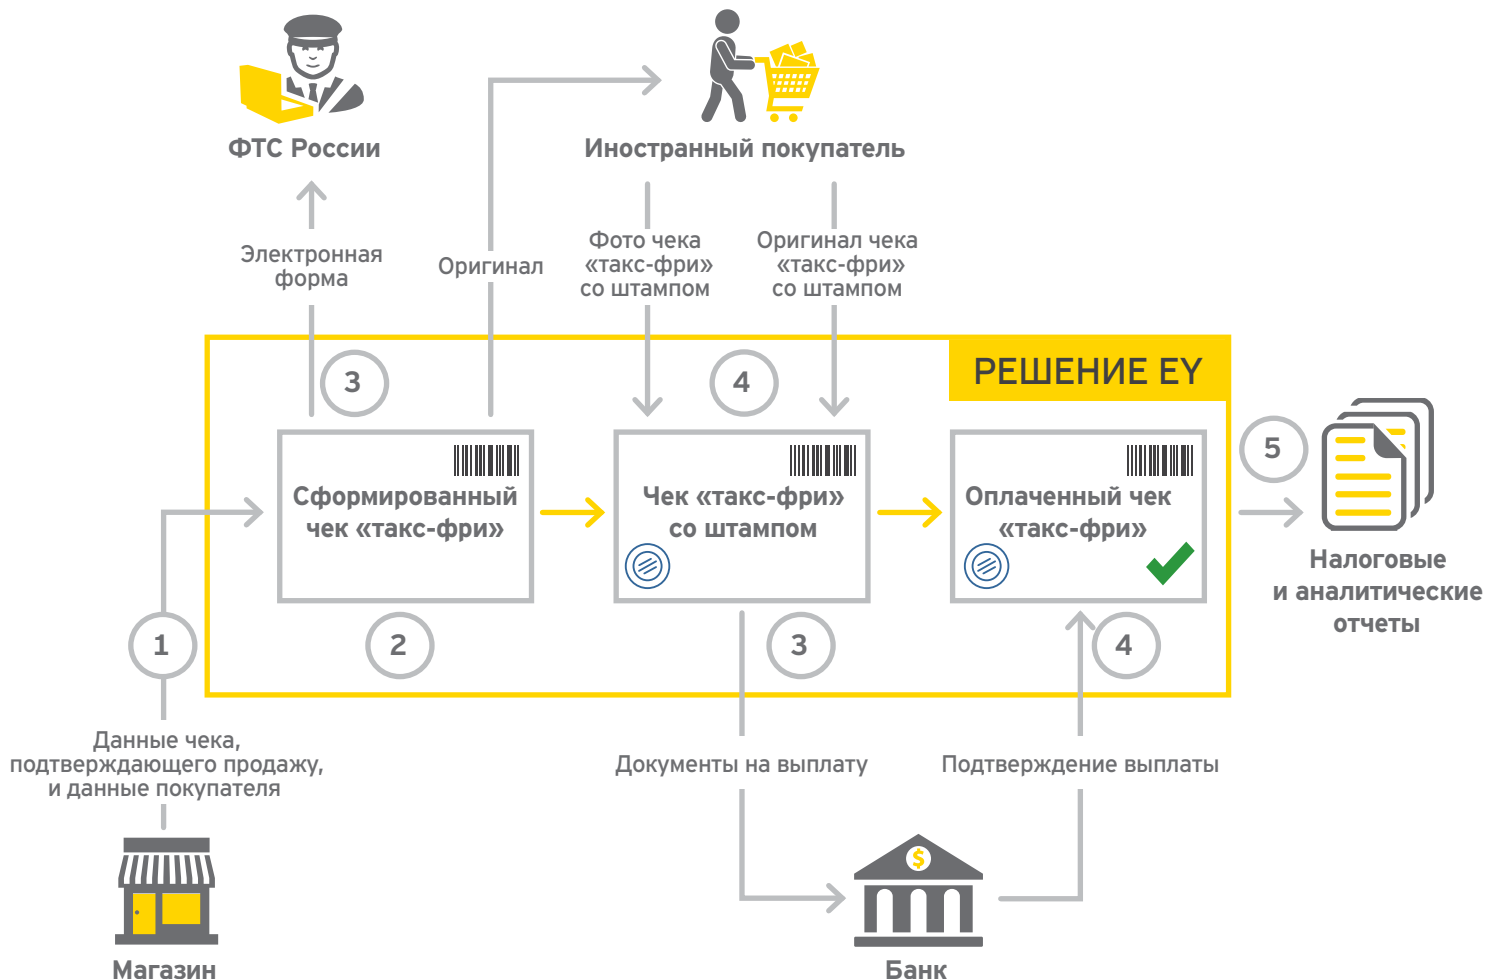 ФТС России
Иностранный покупатель
Электронная
форма
Оригинал
Фото чека
«такс-фри»
со штампом
Оригинал чека
«такс-фри»
со штампом
РЕШЕНИЕ EY
3
4
5
Сформированный
чек «такс-фри»
Чек «такс-фри»
со штампом
Оплаченный чек
«такс-фри»
Налоговые
и аналитические
отчеты
1
2
3
4
Данные чека,
подтверждающего продажу,
и данные покупателя
Документы на выплату
Подтверждение выплаты
$
Магазин
Банк